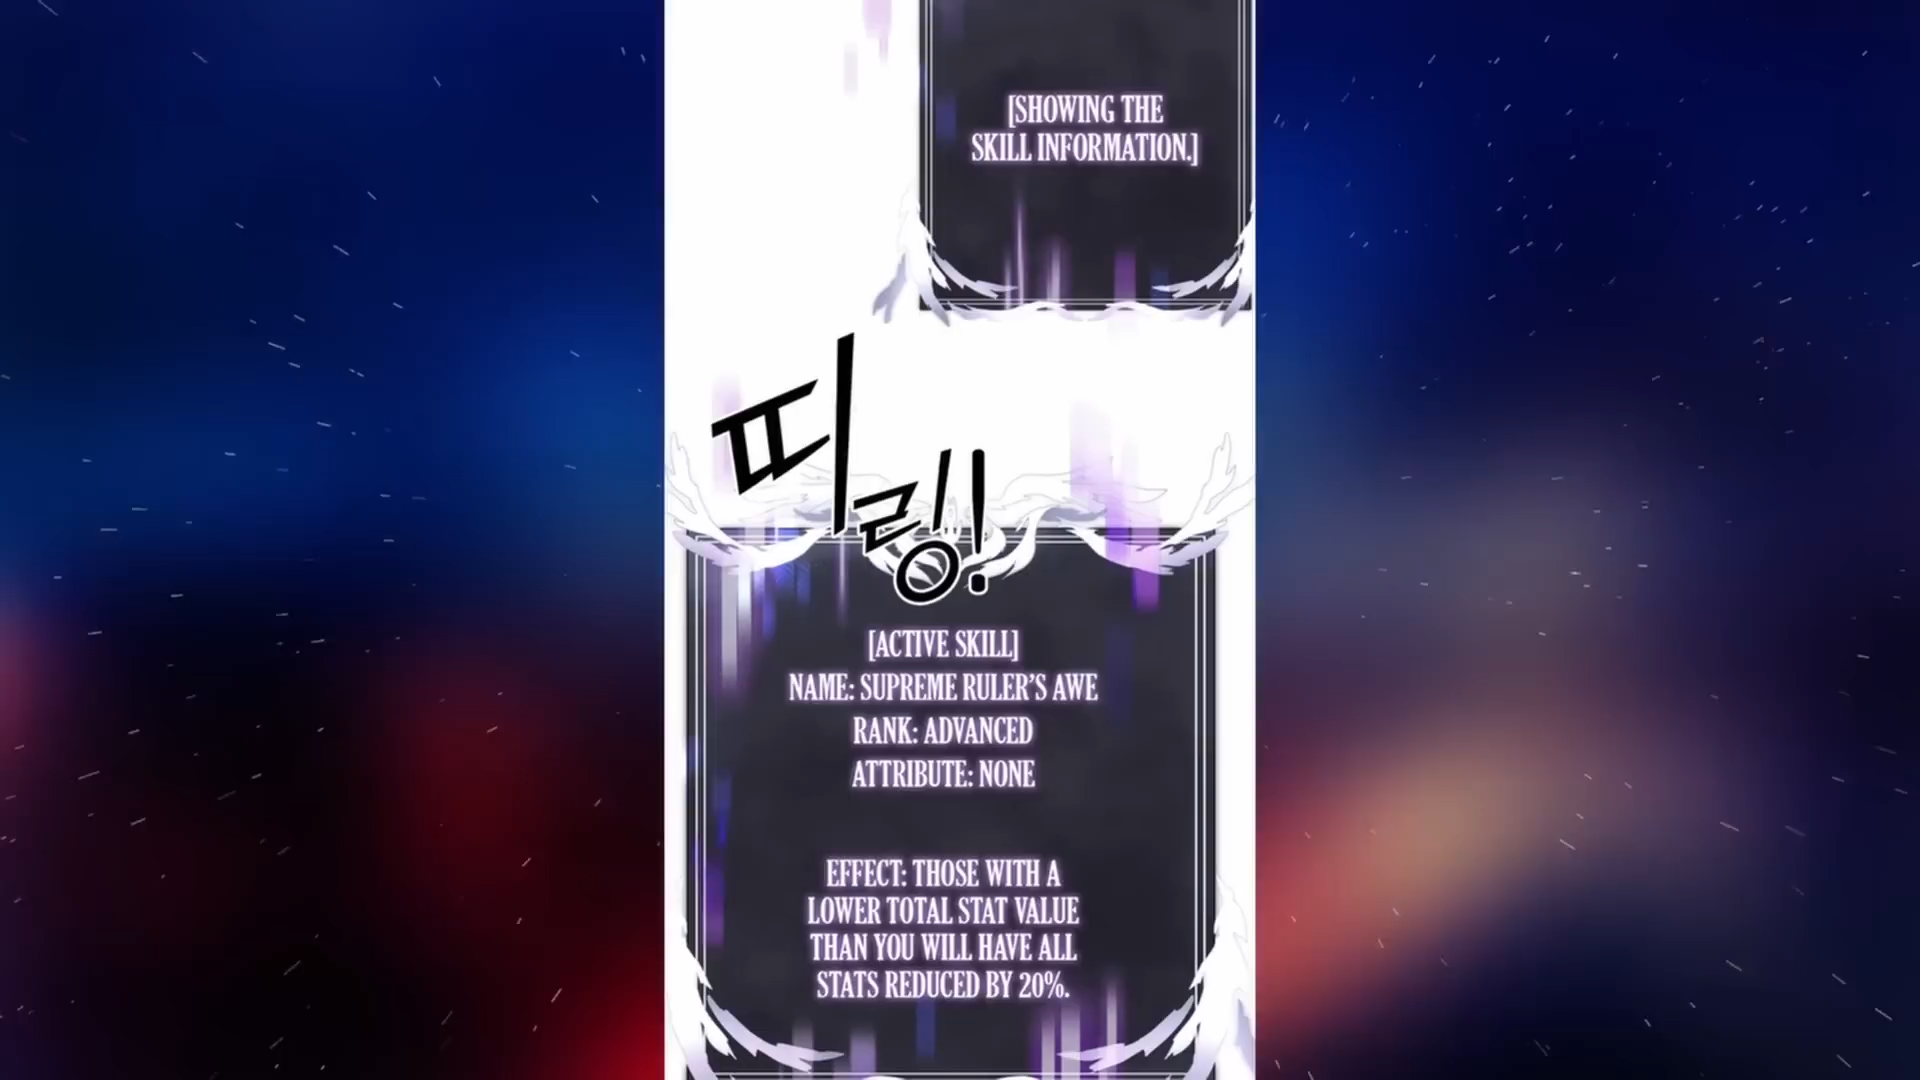 [SHOWING THE
SKILL INFORMATION.]
띠링!
[ACTIVE SKILL]
NAME: SUPREME RULER'S AWE
RANK: ADVANCED
ATTRIBUTE: NONE
EFFECT: THOSE WITH A
LOWER TOTAL STAT VALUE
THAN YOU WILL HAVE ALL
STATS REDUCED BY 20%.